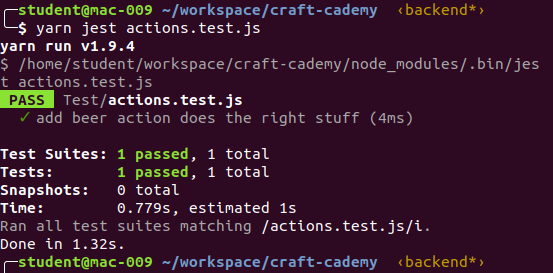 student@mac-009 ~/workspace/craft-cademy ‹backend*›
$ yarn jest actions.test.js
yarn run v1.9.4
$ /home/student/workspace/craft-cademy/node_modules/.bin/jes
t actions.test.js
PASS Test/actions.test.js
✓ add beer action does the right stuff (4ms)
Test Suites: 1 passed, 1 total
Tests: 1 passed, 1 total
Snapshots: 0 total
Time: 0.779s, estimated 1s
Ran all test suites matching /actions.test.js/i.
Done in 1.32s.
student@mac-009 ~/workspace/craft-cademy ‹backend*›